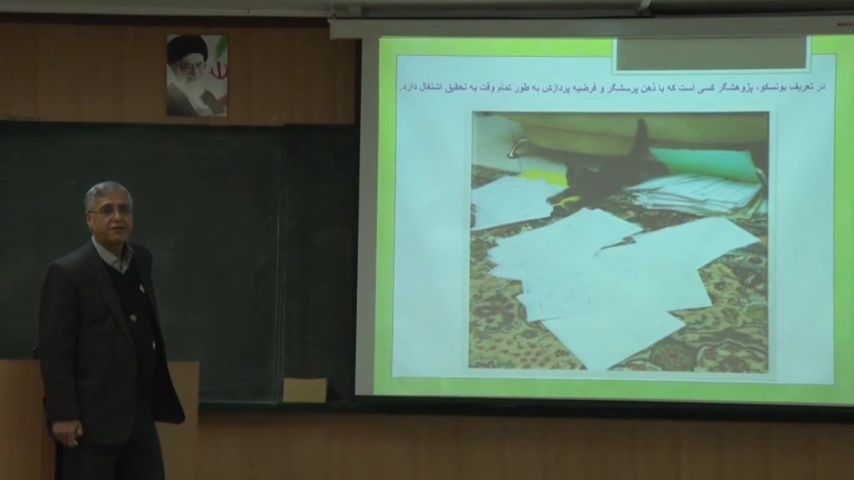 در تعریف یونسکو، پژوهشگر کسی است که با ذهن پرسشگر و فرضیه پردازش به طور تمام وقت به تحقیق اشتغال دارد.